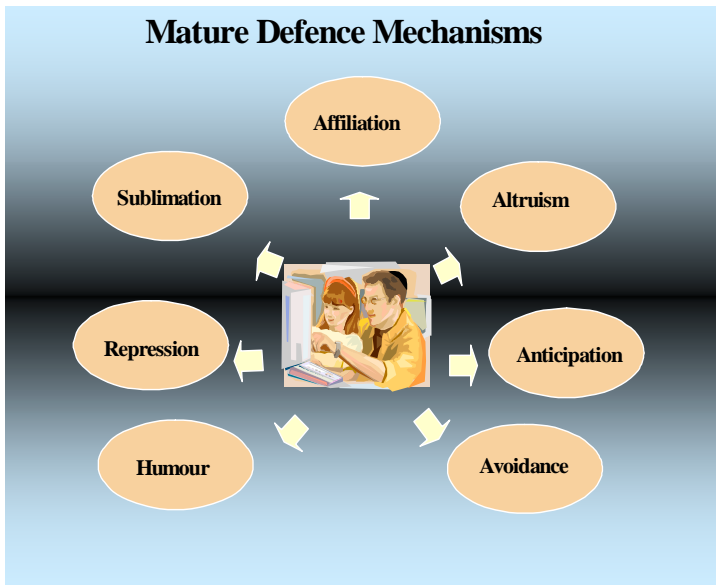 Mature Defence Mechanisms
Affiliation
Sublimation
Altruism
Repression
Anticipation
Humour
Avoidance